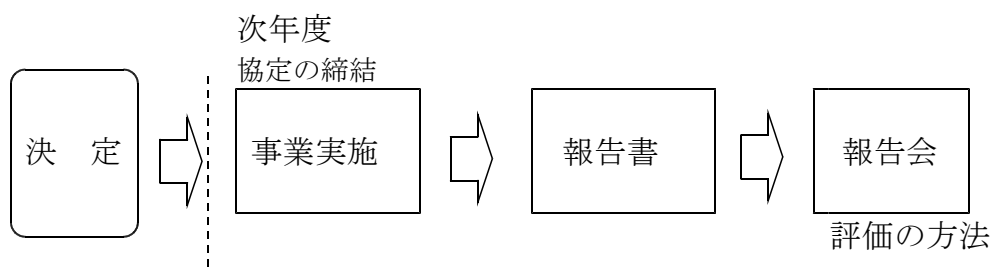 次年度
協定の締結
決　定
事業実施
報告書
報告会
評価の方法